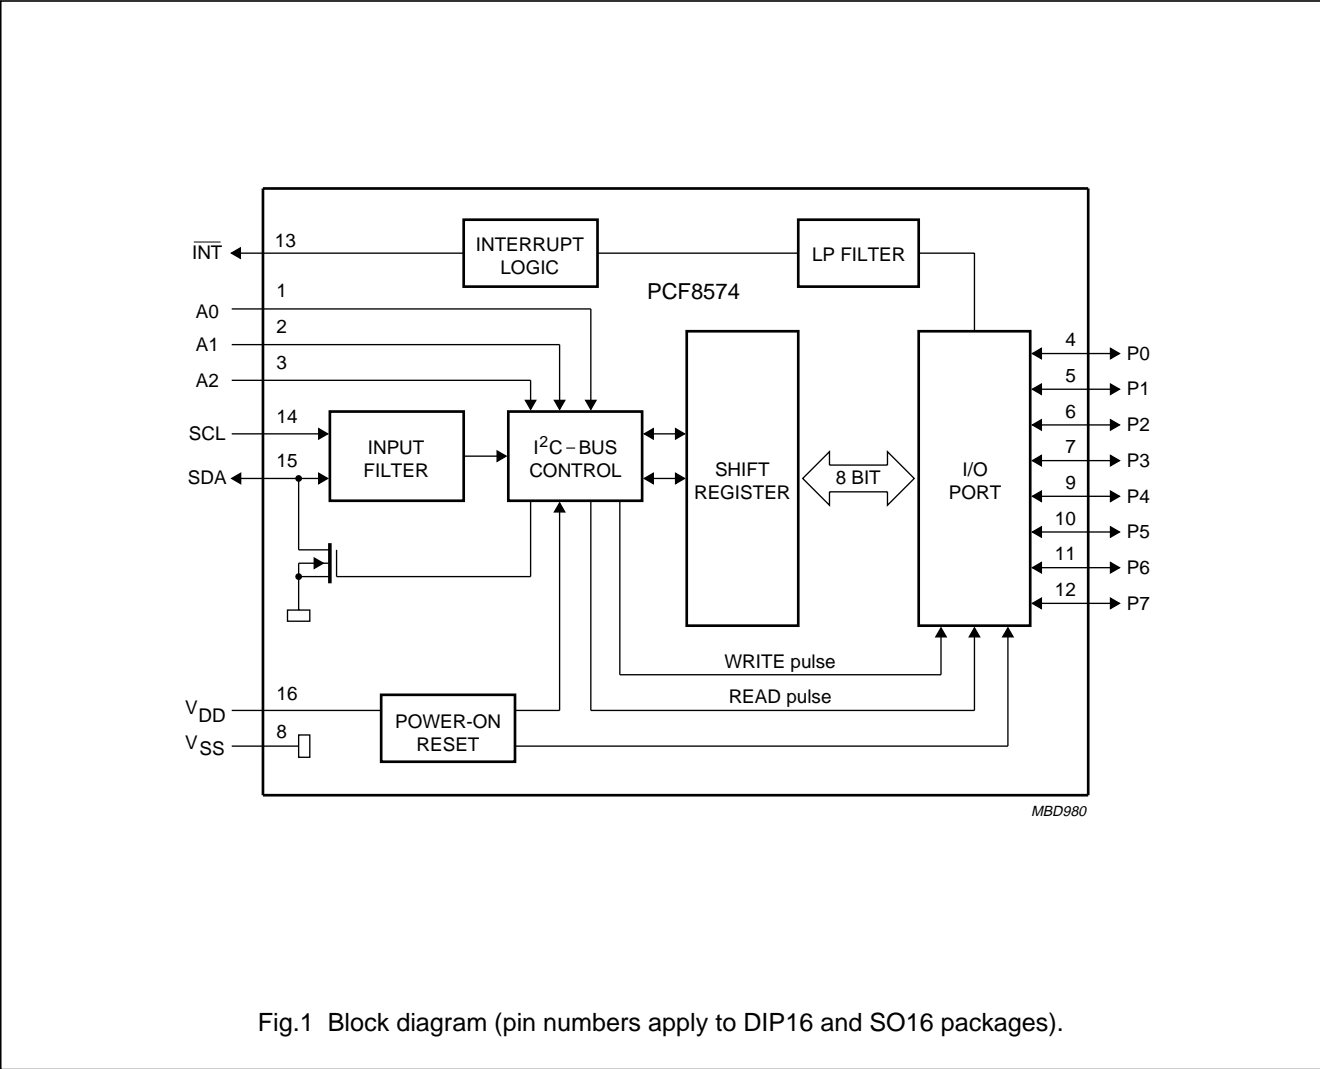 INT
13
INTERRUPT
LOGIC
LP FILTER
PCF8574
A0
1
A1
2
A2
3
SCL
14
SDA
15
INPUT
FILTER
I2C – BUS
CONTROL
SHIFT
REGISTER
8 BIT
I/O
PORT
4
P0
5
P1
6
P2
7
P3
9
P4
10
P5
11
P6
12
P7
WRITE pulse
READ pulse
VDD
16
VSS
8
POWER-ON
RESET
MBD980
Fig.1 Block diagram (pin numbers apply to DIP16 and SO16 packages).